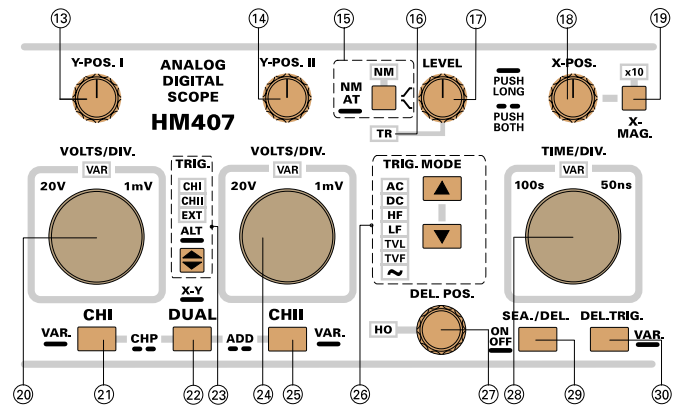 13 14 15 16 17 18 19
Y-POS. I
ANALOG
DIGITAL
SCOPE
HM407
Y-POS. II
NM
AT
NM
LEVEL
TR
PUSH
LONG
PUSH
BOTH
X-POS.
x10
X-
MAG.
VOLTS/DIV.
VAR
20V 1mV
TRIG.
CHI
CHII
EXT
ALT
VOLTS/DIV.
VAR
20V 1mV
TRIG. MODE
AC
DC
HF
LF
TVL
TVF
~
TIME/DIV.
VAR
100s 50ns
X-Y
CHI
VAR.
CHP
DUAL
ADD
CHII
VAR.
DEL. POS.
HO
ON
OFF
SEA./DEL.
DEL.TRIG.
VAR.
20 21 22 23 24 25 26 27 28 29 30